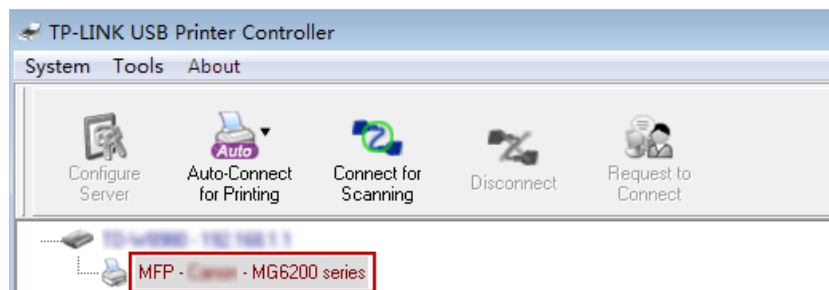 TP-LINK USB Printer Controller
System Tools About
Auto
Configure Server
Auto-Connect for Printing
Connect for Scanning
Disconnect
Request to Connect
MFP - - MG6200 series